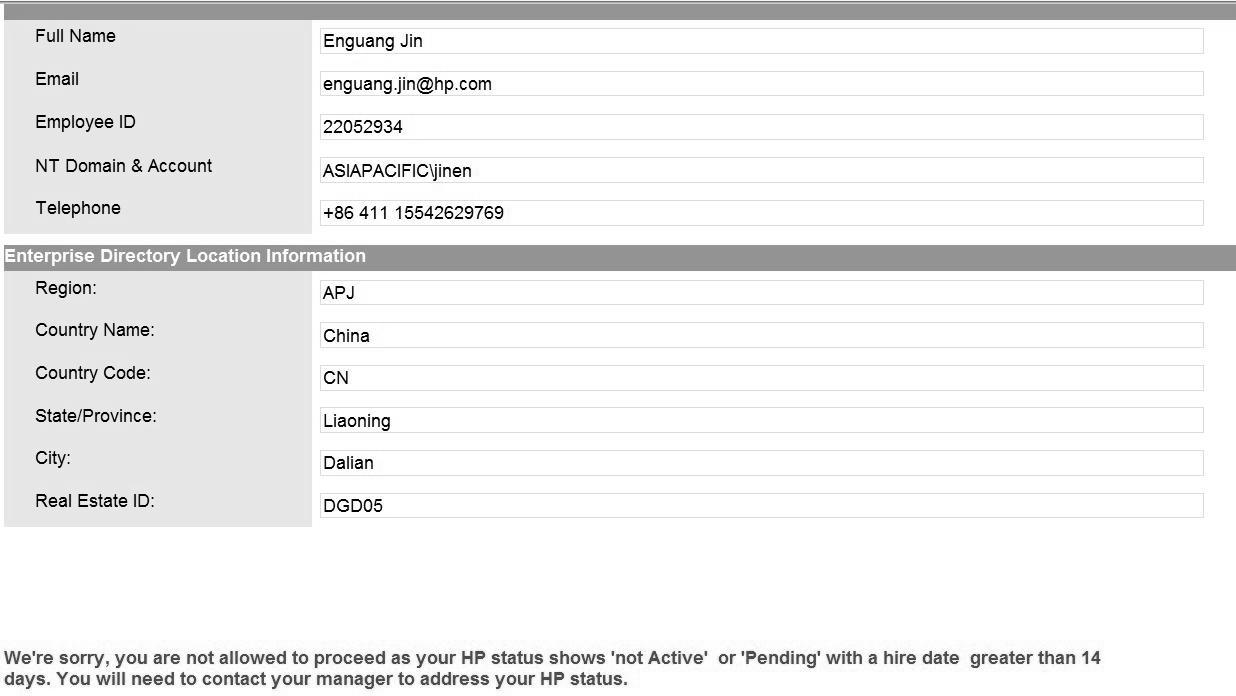 Full Name Enguang Jin
Email enguang.jin@hp.com
Employee ID 22052934
NT Domain & Account ASIAPACIFIC\jinen
Telephone +86 411 15542629769
Enterprise Directory Location Information
Region: APJ
Country Name: China
Country Code: CN
State/Province: Liaoning
City: Dalian
Real Estate ID: DGD05
We're sorry, you are not allowed to proceed as your HP status shows 'not Active'  or 'Pending' with a hire date  greater than 14
days. You will need to contact your manager to address your HP status.